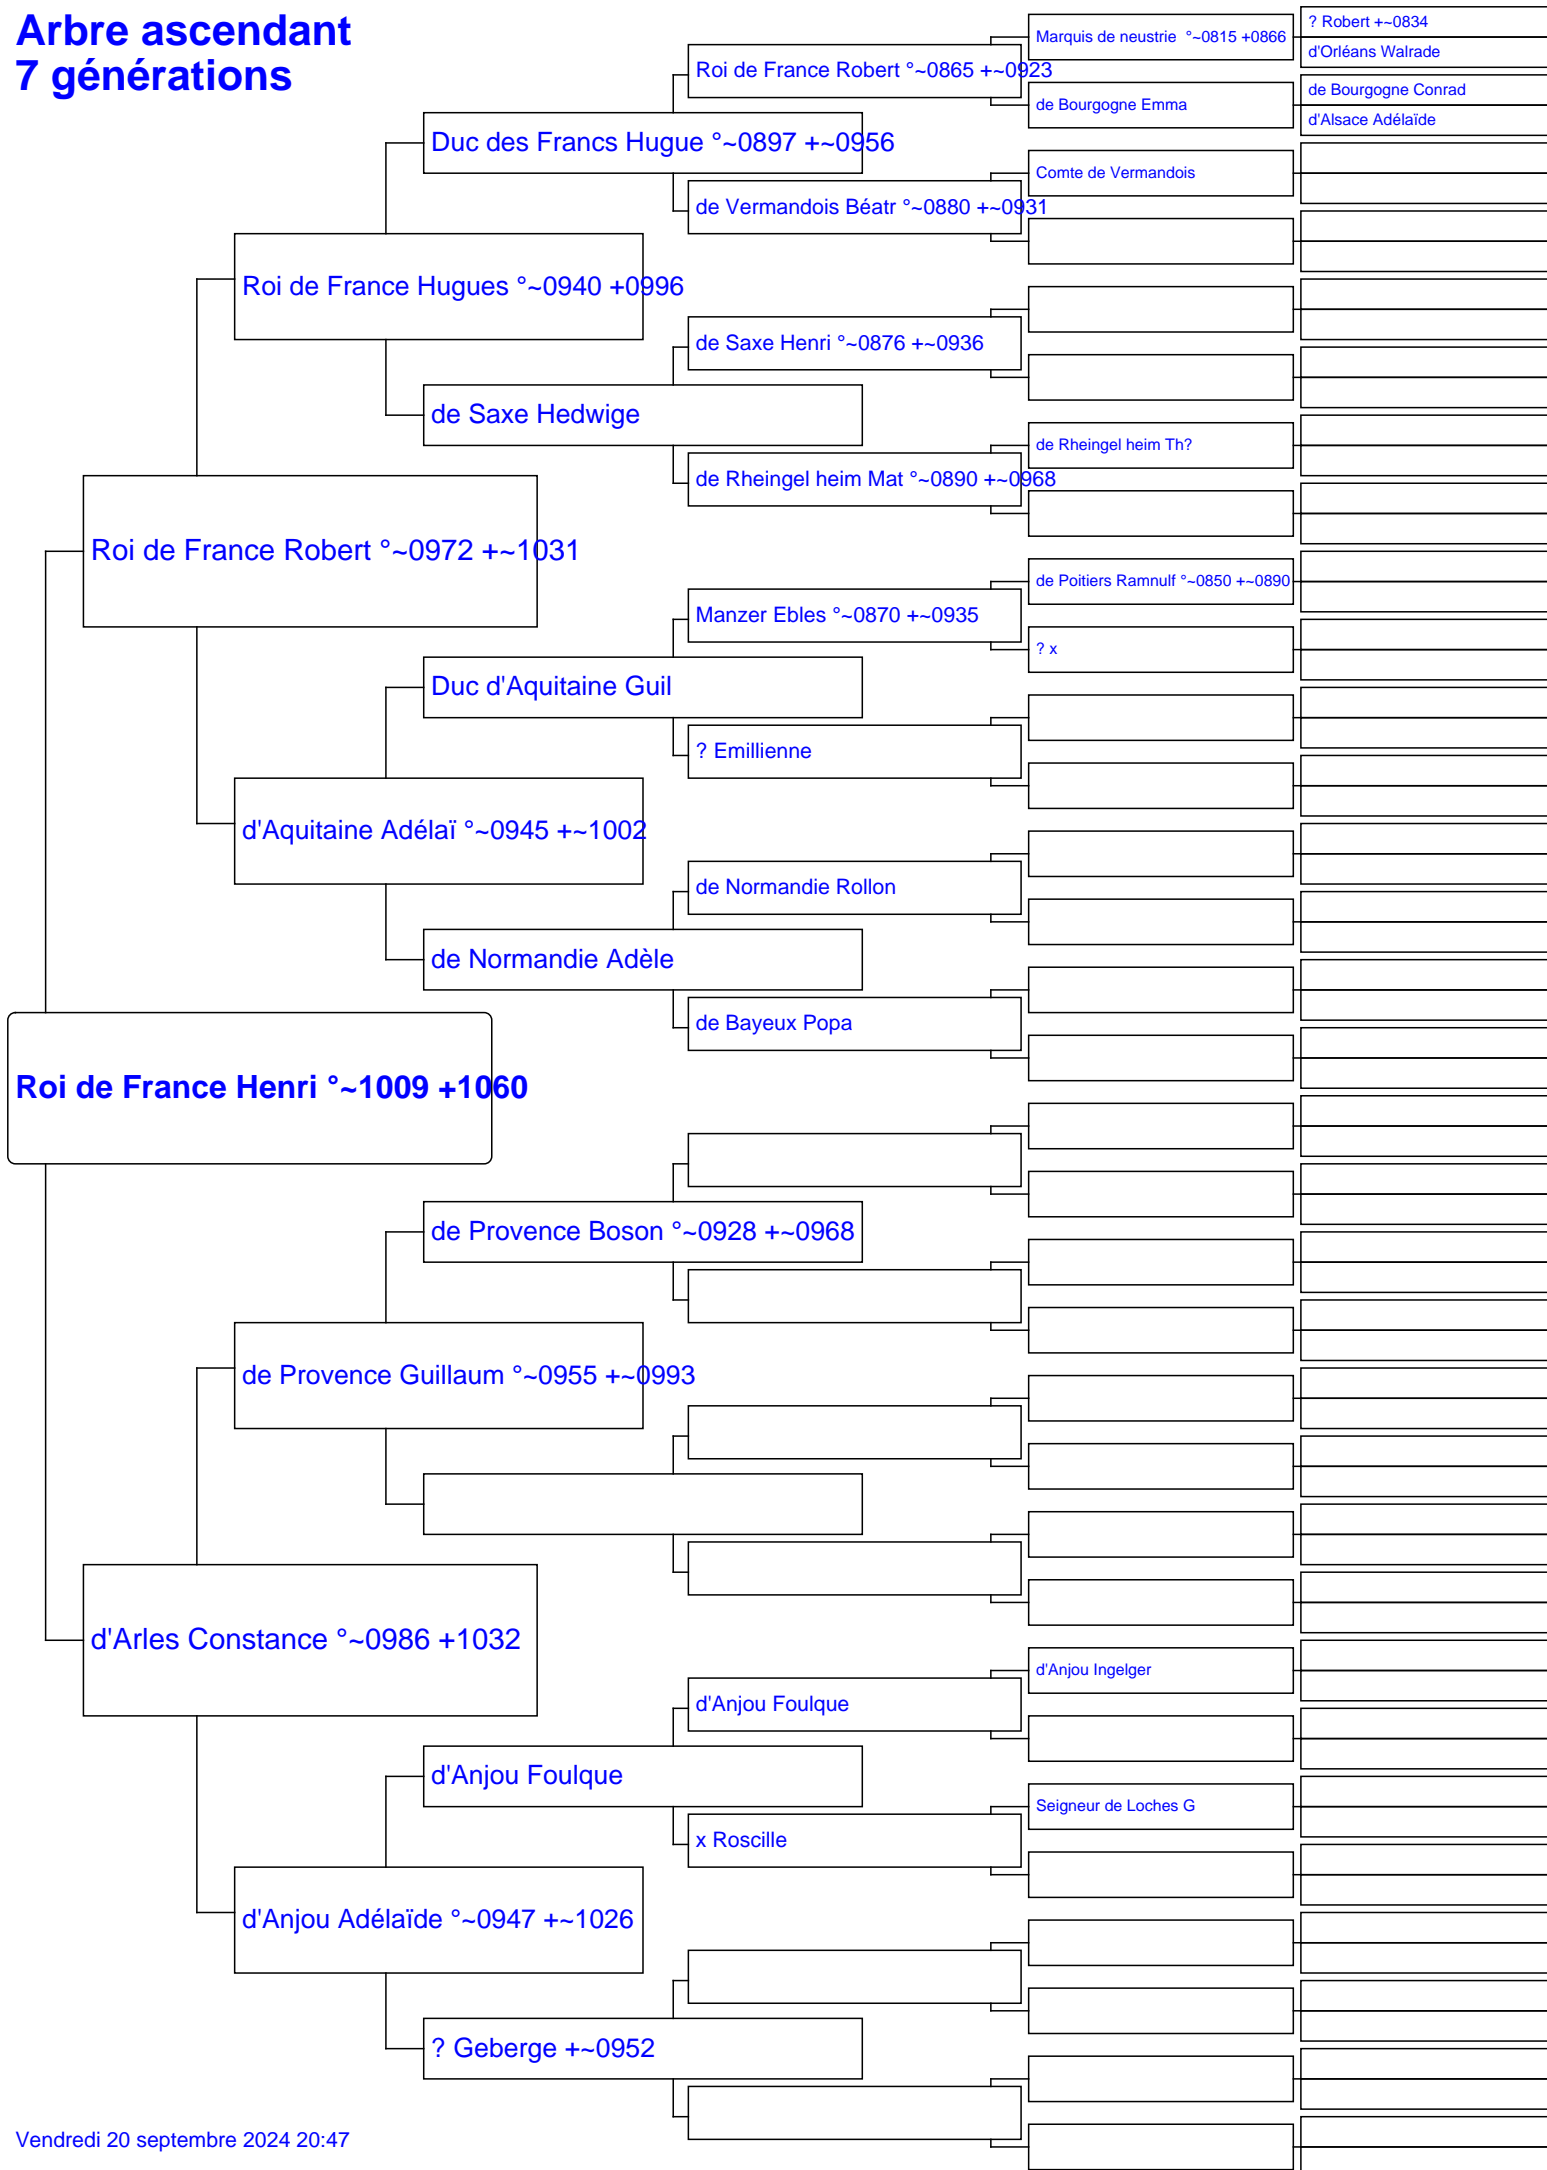 Arbre ascendant
7 générations
? Robert +~0834
Marquis de neustrie  °~0815 +0866
d'Orléans Walrade
Roi de France Robert °~0865 +~0923
de Bourgogne Conrad
de Bourgogne Emma
d'Alsace Adélaïde
Duc des Francs Hugue °~0897 +~0956
Comte de Vermandois
de Vermandois Béatr °~0880 +~0931
Roi de France Hugues °~0940 +0996
de Saxe Henri °~0876 +~0936
de Saxe Hedwige
de Rheingel heim Th?
de Rheingel heim Mat °~0890 +~0968
Roi de France Robert °~0972 +~1031
de Poitiers Ramnulf °~0850 +~0890
Manzer Ebles °~0870 +~0935
? x
Duc d'Aquitaine Guil
? Emillienne
d'Aquitaine Adélaï °~0945 +~1002
de Normandie Rollon
de Normandie Adèle
de Bayeux Popa
Roi de France Henri °~1009 +1060
de Provence Boson °~0928 +~0968
de Provence Guillaum °~0955 +~0993
d'Arles Constance °~0986 +1032
d'Anjou Ingelger
d'Anjou Foulque
d'Anjou Foulque
Seigneur de Loches G
x Roscille
d'Anjou Adélaïde °~0947 +~1026
? Geberge +~0952
Vendredi 20 septembre 2024 20:47